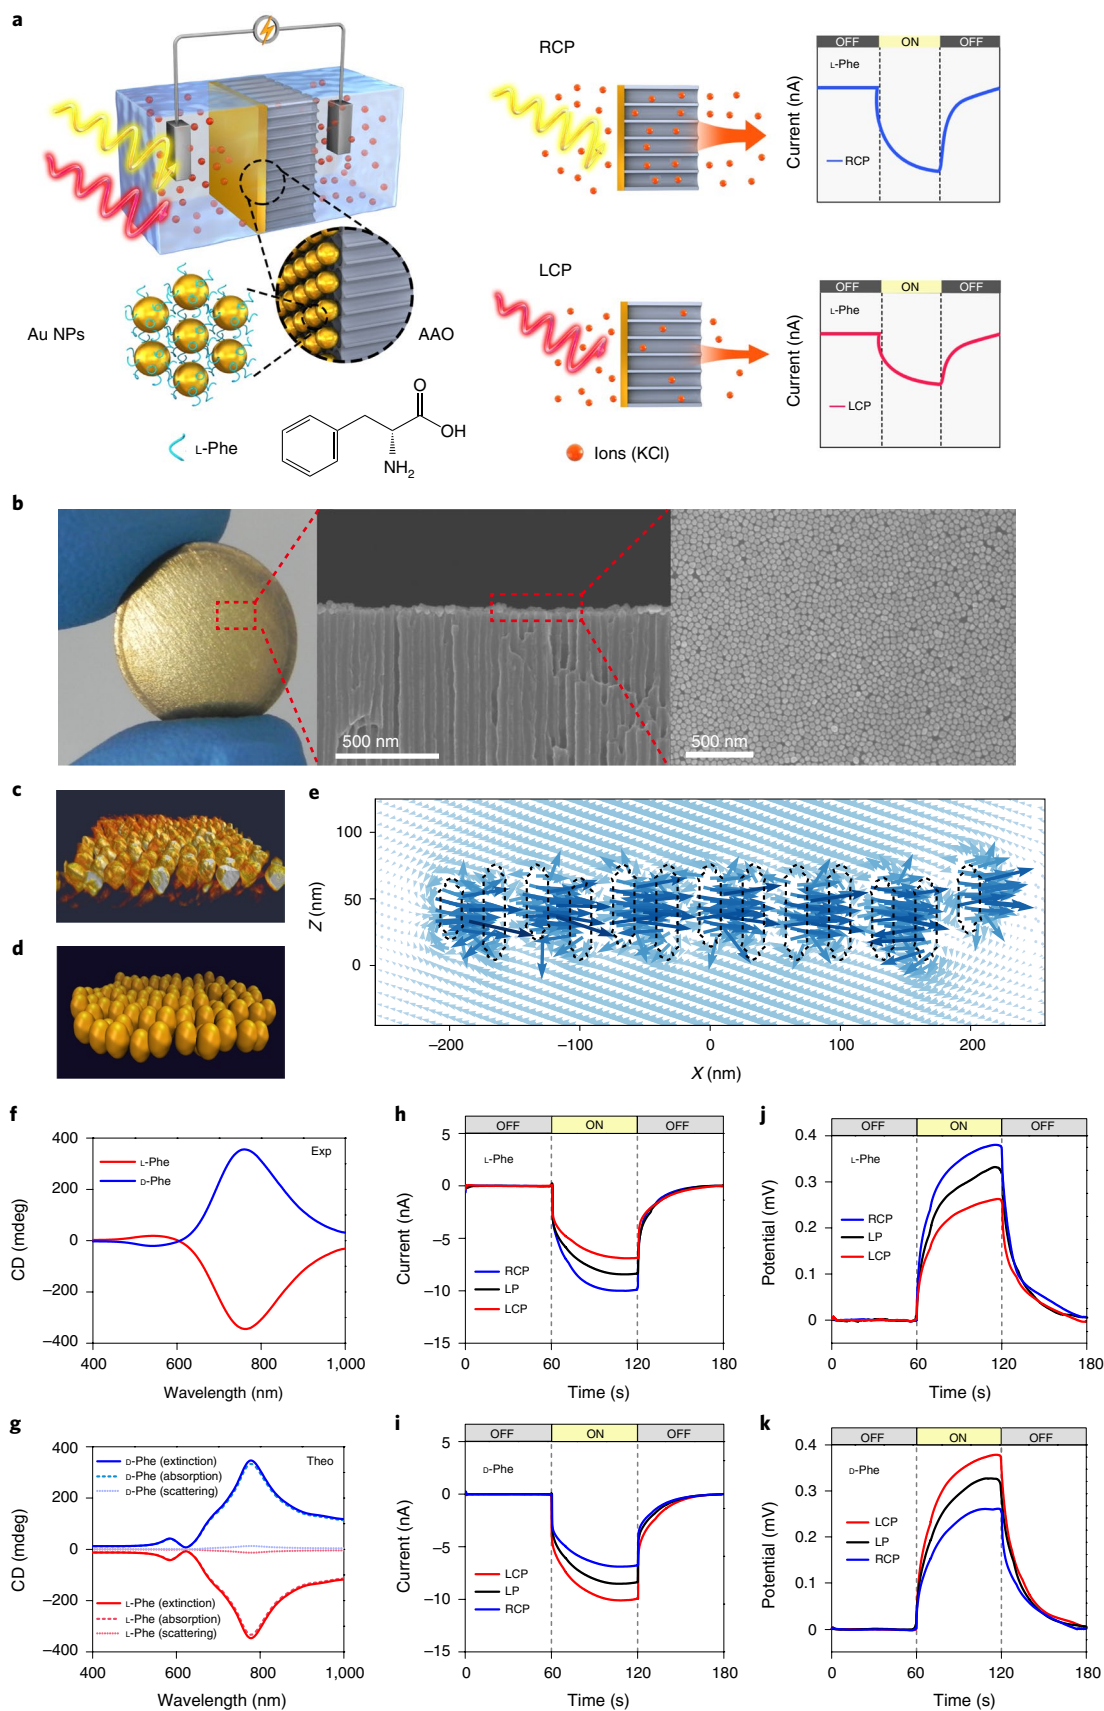 a
RCP
OFF ON OFF
L-Phe
Current (nA)
RCP
LCP
OFF ON OFF
L-Phe
Current (nA)
LCP
Au NPs
AAO
L-Phe
O
OH
NH2
Ions (KCl)
b
500 nm
500 nm
c
d
e
Z (nm)
100
50
0
−200 −100 0 100 200
X (nm)
f
CD (mdeg)
400
200
0
−200
−400
Exp
L-Phe
D-Phe
400 600 800 1,000
Wavelength (nm)
g
CD (mdeg)
400
200
0
−200
−400
Theo
D-Phe (extinction)
D-Phe (absorption)
D-Phe (scattering)
L-Phe (extinction)
L-Phe (absorption)
L-Phe (scattering)
400 600 800 1,000
Wavelength (nm)
h
OFF ON OFF
Current (nA)
5
0
−5
−10
−15
L-Phe
RCP
LP
LCP
0 60 120 180
Time (s)
i
OFF ON OFF
Current (nA)
5
0
−5
−10
−15
D-Phe
LCP
LP
RCP
0 60 120 180
Time (s)
j
OFF ON OFF
Potential (mV)
0.4
0.3
0.2
0.1
0
L-Phe
RCP
LP
LCP
0 60 120 180
Time (s)
k
OFF ON OFF
Potential (mV)
0.4
0.3
0.2
0.1
0
D-Phe
LCP
LP
RCP
0 60 120 180
Time (s)